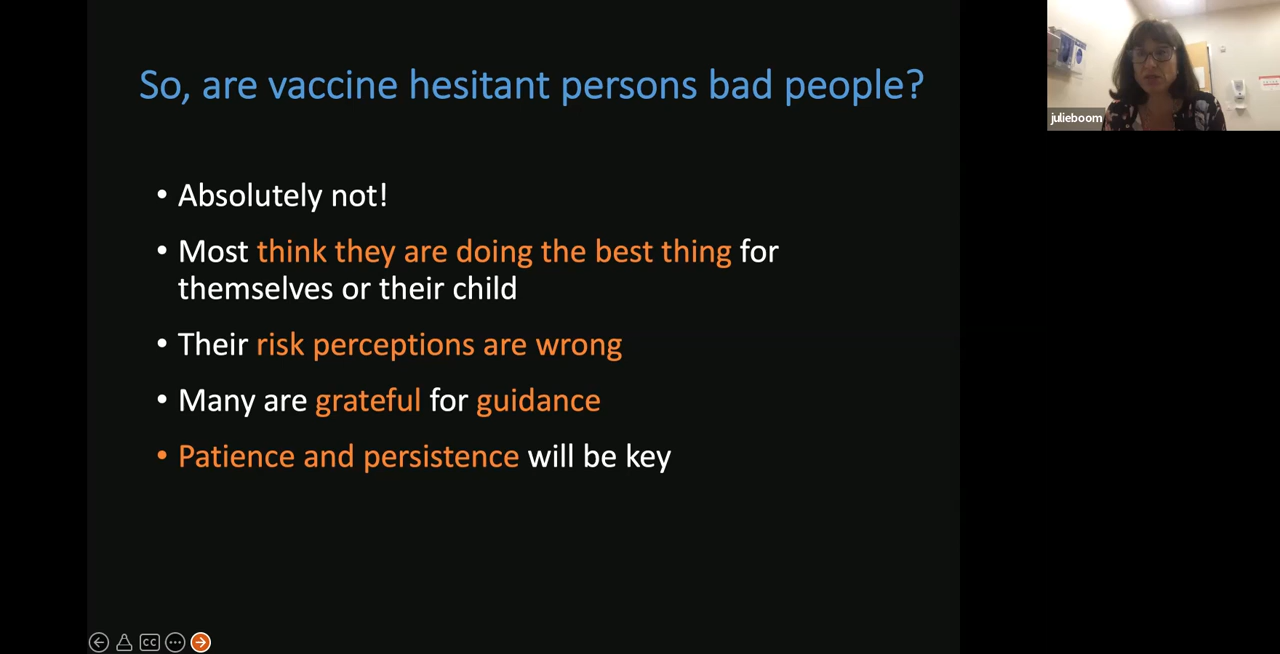 So, are vaccine hesitant persons bad people?
• Absolutely not!
• Most think they are doing the best thing for
themselves or their child
• Their risk perceptions are wrong
• Many are grateful for guidance
• Patience and persistence will be key
julieboom
CC